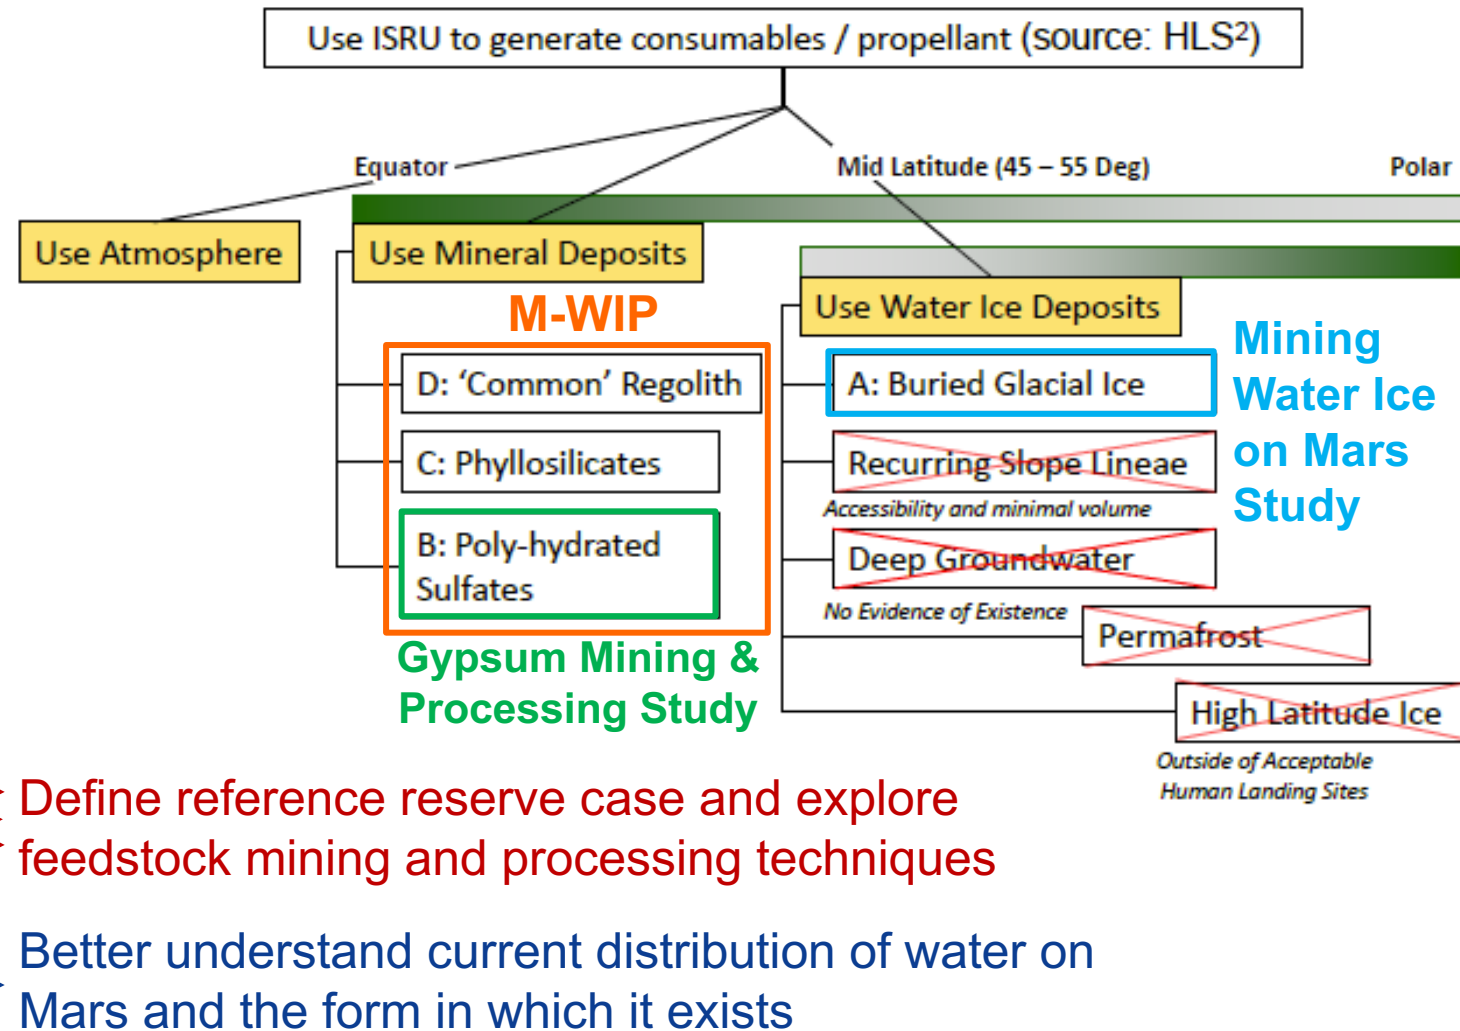 Use ISRU to generate consumables / propellant (source: HLS²)
Equator
Mid Latitude (45 – 55 Deg)
Polar
Use Atmosphere
Use Mineral Deposits
Use Water Ice Deposits
M-WIP
D: ‘Common’ Regolith
C: Phyllosilicates
B: Poly-hydrated
Sulfates
Gypsum Mining &
Processing Study
A: Buried Glacial Ice
Recurring Slope Lineae
Accessibility and minimal volume
Deep Groundwater
No Evidence of Existence
Permafrost
High Latitude Ice
Outside of Acceptable
Human Landing Sites
Mining
Water Ice
on Mars
Study
Define reference reserve case and explore
feedstock mining and processing techniques
Better understand current distribution of water on
Mars and the form in which it exists